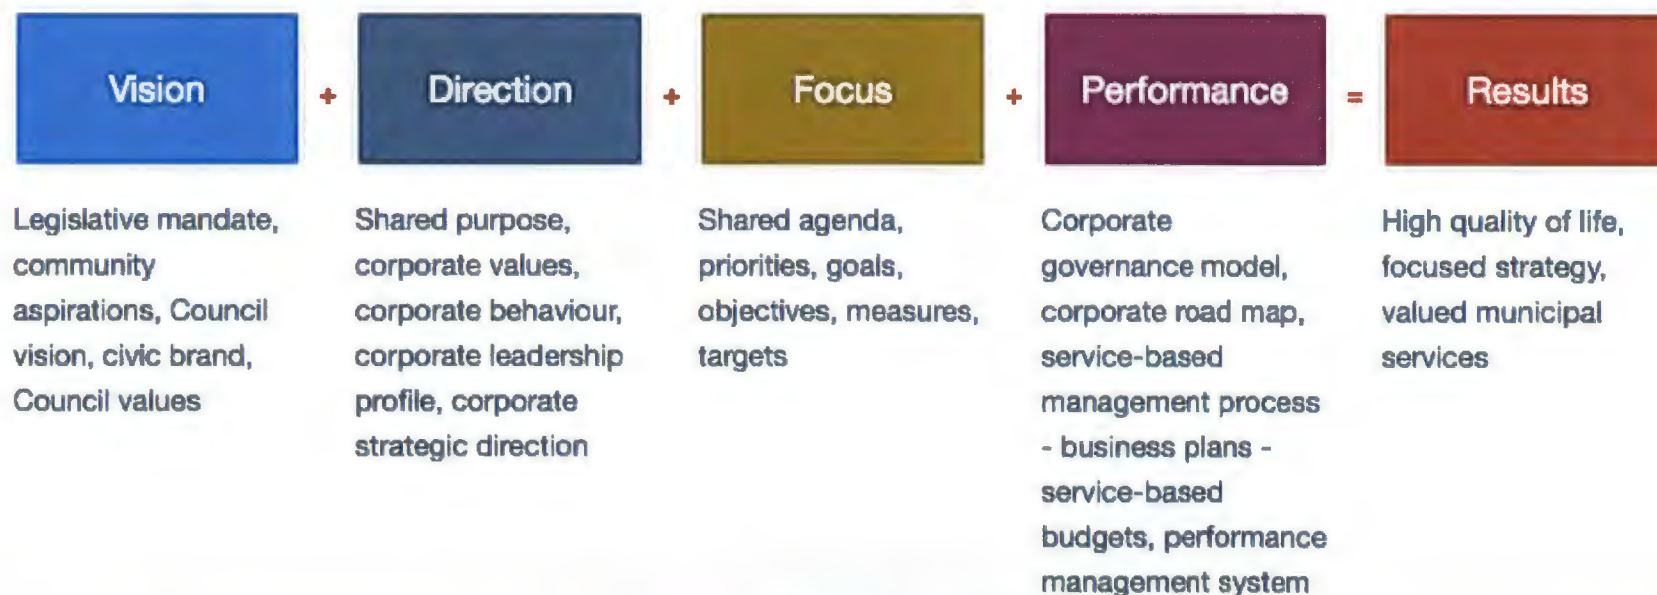 Vision + Direction + Focus + Performance = Results
Legislative mandate,
community
aspirations, Council
vision, civic brand,
Council values
Shared purpose,
corporate values,
corporate behaviour,
corporate leadership
profile, corporate
strategic direction
Shared agenda,
priorities, goals,
objectives, measures,
targets
Corporate
governance model,
corporate road map,
service-based
management process
- business plans -
service-based
budgets, performance
management system
High quality of life,
focused strategy,
valued municipal
services